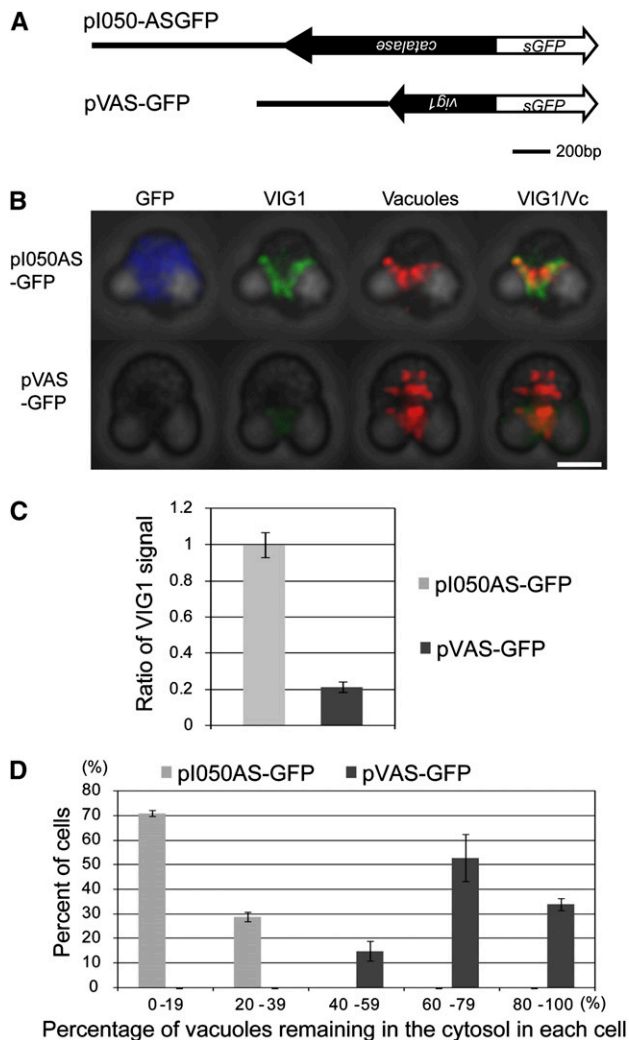 A
pI050-ASGFP
catalase
sGFP
pVAS-GFP
vig1
sGFP
200bp
B
GFP VIG1 Vacuoles VIG1/Vc
pI050AS
-GFP
pVAS
-GFP
C
Ratio of VIG1 signal
1.2
1
0.8
0.6
0.4
0.2
0
pI050AS-GFP
pVAS-GFP
D
(%)
pI050AS-GFP pVAS-GFP
Percent of cells
80
70
60
50
40
30
20
10
0
0-19 20-39 40-59 60-79 80-100 (%)
Percentage of vacuoles remaining in the cytosol in each cell